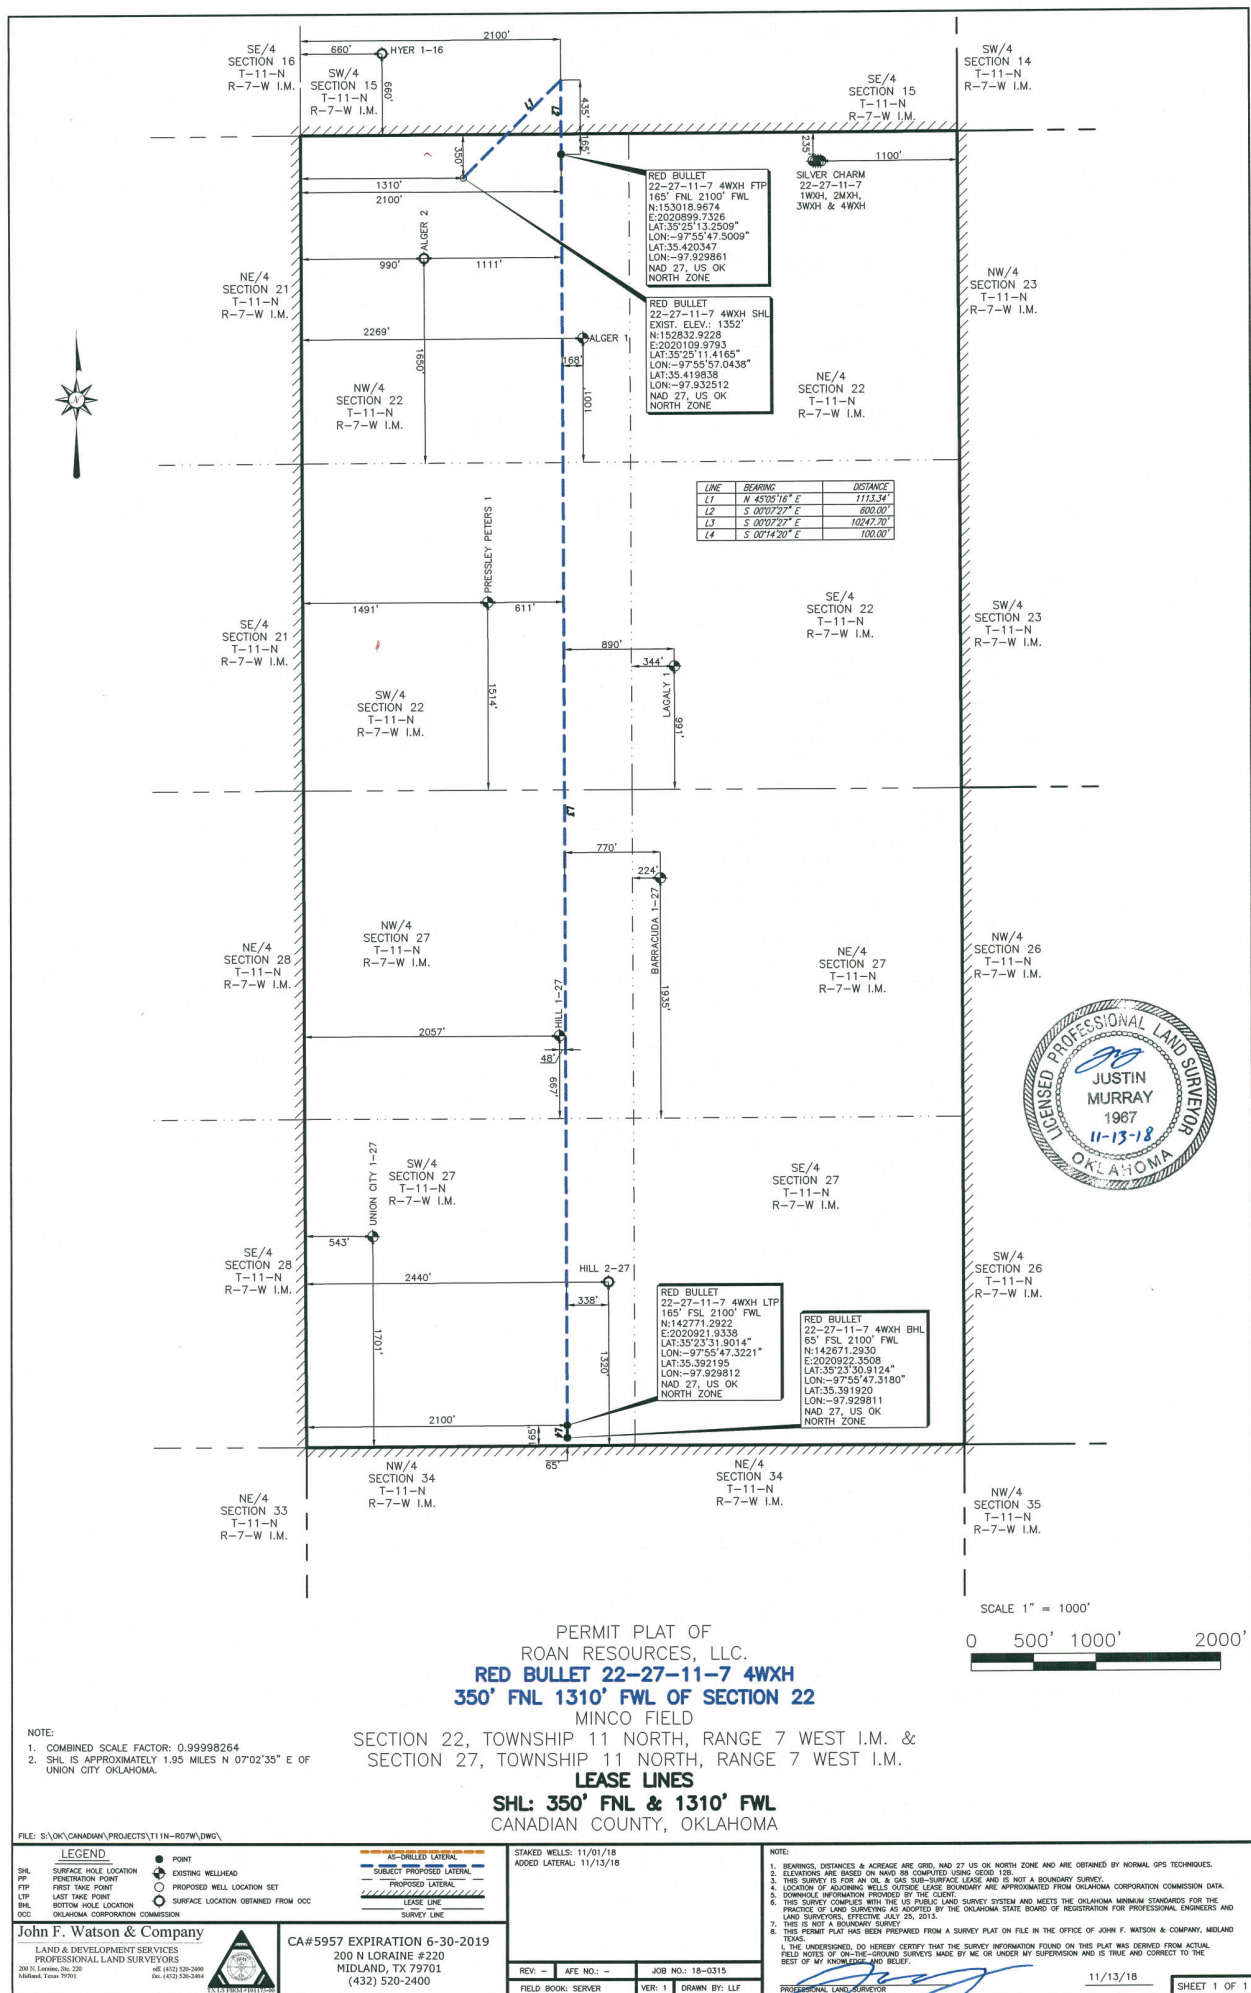 2100'
660'
HYER 1-16
660'
SE/4
SECTION 16
T-11-N
R-7-W I.M.
SW/4
SECTION 15
T-11-N
R-7-W I.M.
SE/4
SECTION 15
T-11-N
R-7-W I.M.
SW/4
SECTION 14
T-11-N
R-7-W I.M.
L1
L2
435'
165'
350'
1310'
2100'
235'
1100'
SILVER CHARM
22-27-11-7
1WXH, 2MXH,
3WXH & 4WXH
RED BULLET
22-27-11-7 4WXH FTP
165' FNL 2100' FWL
N:153018.9674
E:2020899.7326
LAT:35°25'13.2509"
LON:-97°55'47.5009"
LAT:35.420347
LON:-97.929861
NAD 27, US OK
NORTH ZONE
ALGER 2
990'
1111'
1650'
NE/4
SECTION 21
T-11-N
R-7-W I.M.
NW/4
SECTION 23
T-11-N
R-7-W I.M.
RED BULLET
22-27-11-7 4WXH SHL
EXIST. ELEV.: 1352'
N:152832.9228
E:2020109.9793
LAT:35°25'11.4165"
LON:-97°55'57.0438"
LAT:35.419838
LON:-97.932512
NAD 27, US OK
NORTH ZONE
2269'
ALGER 1
168'
1001'
N
NW/4
SECTION 22
T-11-N
R-7-W I.M.
NE/4
SECTION 22
T-11-N
R-7-W I.M.
LINE BEARING DISTANCE
L1 N 45°05'16" E 1113.34'
L2 S 00°07'27" E 600.00'
L3 S 00°07'27" E 10247.70'
L4 S 00°14'20" E 100.00'
PRESSLEY PETERS 1
1491'
611'
1514'
SE/4
SECTION 21
T-11-N
R-7-W I.M.
SE/4
SECTION 22
T-11-N
R-7-W I.M.
SW/4
SECTION 23
T-11-N
R-7-W I.M.
890'
344'
LAGALY 1
991'
SW/4
SECTION 22
T-11-N
R-7-W I.M.
L3
770'
224'
BARRACUDA 1-27
1935'
NW/4
SECTION 27
T-11-N
R-7-W I.M.
NE/4
SECTION 28
T-11-N
R-7-W I.M.
NE/4
SECTION 27
T-11-N
R-7-W I.M.
NW/4
SECTION 26
T-11-N
R-7-W I.M.
HILL 1-27
2057'
48'
667'
LICENSED PROFESSIONAL LAND SURVEYOR
JUSTIN
MURRAY
1967
11-13-18
OKLAHOMA
UNION CITY 1-27
543'
1701'
SW/4
SECTION 27
T-11-N
R-7-W I.M.
SE/4
SECTION 27
T-11-N
R-7-W I.M.
SE/4
SECTION 28
T-11-N
R-7-W I.M.
SW/4
SECTION 26
T-11-N
R-7-W I.M.
2440'
HILL 2-27
338'
1320'
RED BULLET
22-27-11-7 4WXH LTP
165' FSL 2100' FWL
N:142771.2922
E:2020921.9338
LAT:35°23'31.9014"
LON:-97°55'47.3221"
LAT:35.392195
LON:-97.929812
NAD 27, US OK
NORTH ZONE
RED BULLET
22-27-11-7 4WXH BHL
65' FSL 2100' FWL
N:142671.2930
E:2020922.3508
LAT:35°23'30.9124"
LON:-97°55'47.3180"
LAT:35.391920
LON:-97.929811
NAD 27, US OK
NORTH ZONE
2100'
165'
L4
65'
NE/4
SECTION 33
T-11-N
R-7-W I.M.
NW/4
SECTION 34
T-11-N
R-7-W I.M.
NE/4
SECTION 34
T-11-N
R-7-W I.M.
NW/4
SECTION 35
T-11-N
R-7-W I.M.
SCALE 1" = 1000'
0 500' 1000' 2000'
PERMIT PLAT OF
ROAN RESOURCES, LLC.
RED BULLET 22-27-11-7 4WXH
350' FNL 1310' FWL OF SECTION 22
MINCO FIELD
SECTION 22, TOWNSHIP 11 NORTH, RANGE 7 WEST I.M. &
SECTION 27, TOWNSHIP 11 NORTH, RANGE 7 WEST I.M.
LEASE LINES
SHL: 350' FNL & 1310' FWL
CANADIAN COUNTY, OKLAHOMA
NOTE:
1. COMBINED SCALE FACTOR: 0.99998264
2. SHL IS APPROXIMATELY 1.95 MILES N 07°02'35" E OF
UNION CITY OKLAHOMA.
FILE: S:\OK\CANADIAN\PROJECTS\T11N-R07W\DWG\
LEGEND
SHL SURFACE HOLE LOCATION
PP PENETRATION POINT
FTP FIRST TAKE POINT
LTP LAST TAKE POINT
BHL BOTTOM HOLE LOCATION
OCC OKLAHOMA CORPORATION COMMISSION
POINT
EXISTING WELLHEAD
PROPOSED WELL LOCATION SET
SURFACE LOCATION OBTAINED FROM OCC
AS-DRILLED LATERAL
SUBJECT PROPOSED LATERAL
PROPOSED LATERAL
LEASE LINE
SURVEY LINE
John F. Watson & Company
LAND & DEVELOPMENT SERVICES
PROFESSIONAL LAND SURVEYORS
200 N. Loraine, Ste. 220 off. (432) 520-2400
Midland, Texas 79701 fax. (432) 520-2404
CA#5957 EXPIRATION 6-30-2019
200 N LORAINE #220
MIDLAND, TX 79701
(432) 520-2400
STAKED WELLS: 11/01/18
ADDED LATERAL: 11/13/18
REV: - AFE NO.: - JOB NO.: 18-0315
FIELD BOOK: SERVER VER: 1 DRAWN BY: LLF
NOTE:
1. BEARINGS, DISTANCES & ACREAGE ARE GRID, NAD 27 US OK NORTH ZONE AND ARE OBTAINED BY NORMAL GPS TECHNIQUES.
2. ELEVATIONS ARE BASED ON NAVD 88 COMPUTED USING GEOID 12B.
3. THIS SURVEY IS FOR AN OIL & GAS SUB-SURFACE LEASE AND IS NOT A BOUNDARY SURVEY.
4. LOCATION OF ADJOINING WELLS OUTSIDE LEASE BOUNDARY ARE APPROXIMATED FROM OKLAHOMA CORPORATION COMMISSION DATA.
5. DOWNHOLE INFORMATION PROVIDED BY THE CLIENT.
6. THIS SURVEY COMPLIES WITH THE US PUBLIC LAND SURVEY SYSTEM AND MEETS THE OKLAHOMA MINIMUM STANDARDS FOR THE
PRACTICE OF LAND SURVEYING AS ADOPTED BY THE OKLAHOMA STATE BOARD OF REGISTRATION FOR PROFESSIONAL ENGINEERS AND
LAND SURVEYORS, EFFECTIVE JULY 25, 2013.
7. THIS IS NOT A BOUNDARY SURVEY
8. THIS PERMIT PLAT HAS BEEN PREPARED FROM A SURVEY PLAT ON FILE IN THE OFFICE OF JOHN F. WATSON & COMPANY, MIDLAND
TEXAS.
I, THE UNDERSIGNED, DO HEREBY CERTIFY THAT THE SURVEY INFORMATION FOUND ON THIS PLAT WAS DERIVED FROM ACTUAL
FIELD NOTES OF ON-THE-GROUND SURVEYS MADE BY ME OR UNDER MY SUPERVISION AND IS TRUE AND CORRECT TO THE
BEST OF MY KNOWLEDGE AND BELIEF.
11/13/18
PROFESSIONAL LAND SURVEYOR
SHEET 1 OF 1